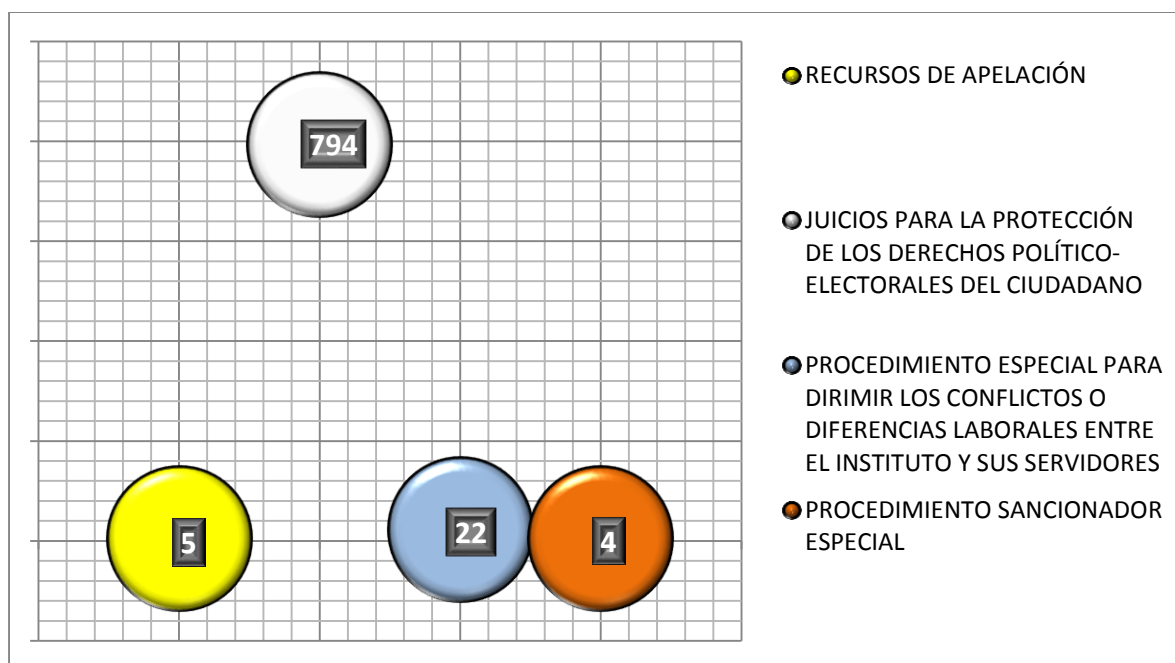 794
5
22
4
RECURSOS DE APELACIÓN
JUICIOS PARA LA PROTECCIÓN
DE LOS DERECHOS POLÍTICO-
ELECTORALES DEL CIUDADANO
PROCEDIMIENTO ESPECIAL PARA
DIRIMIR LOS CONFLICTOS O
DIFERENCIAS LABORALES ENTRE
EL INSTITUTO Y SUS SERVIDORES
PROCEDIMIENTO SANCIONADOR
ESPECIAL